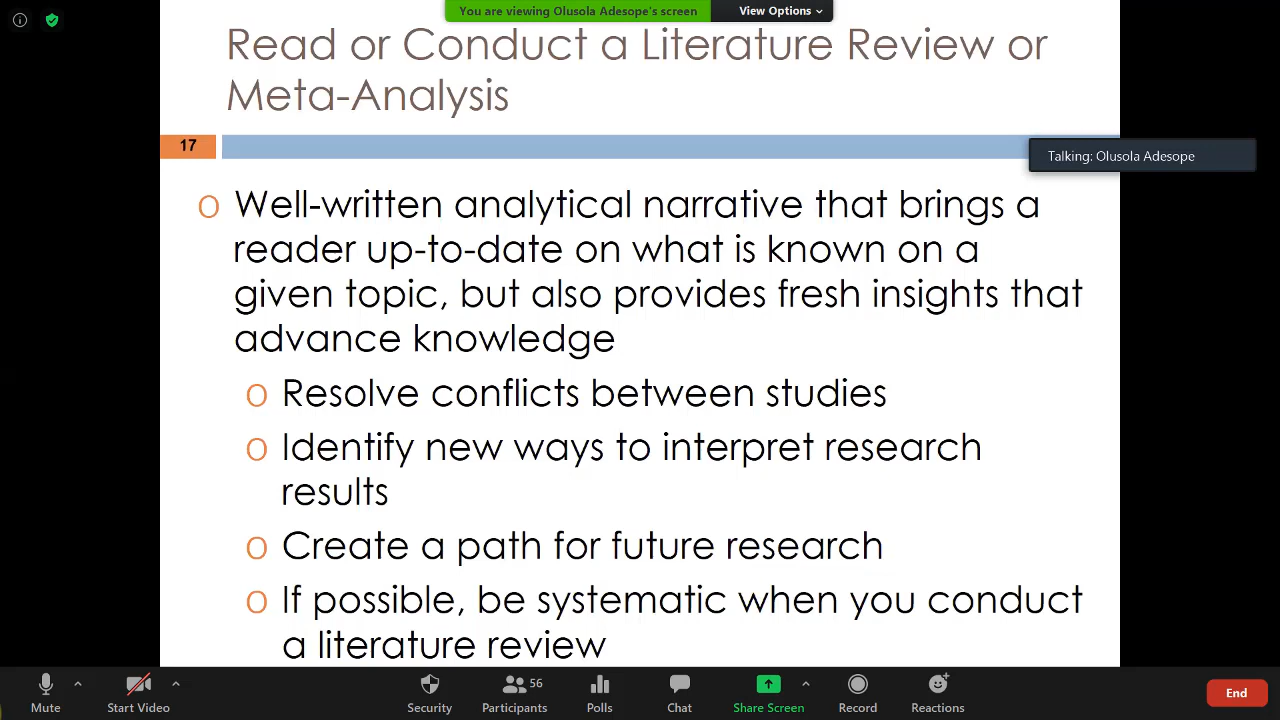 You are viewing Olusola Adesope's screen
View Options
Read or Conduct a Literature Review or
Meta-Analysis
17
Talking: Olusola Adesope
Well-written analytical narrative that brings a
reader up-to-date on what is known on a
given topic, but also provides fresh insights that
advance knowledge
Resolve conflicts between studies
Identify new ways to interpret research
results
Create a path for future research
If possible, be systematic when you conduct
a literature review
56
Mute
Start Video
Security
Participants
Polls
Chat
Share Screen
Record
Reactions
End